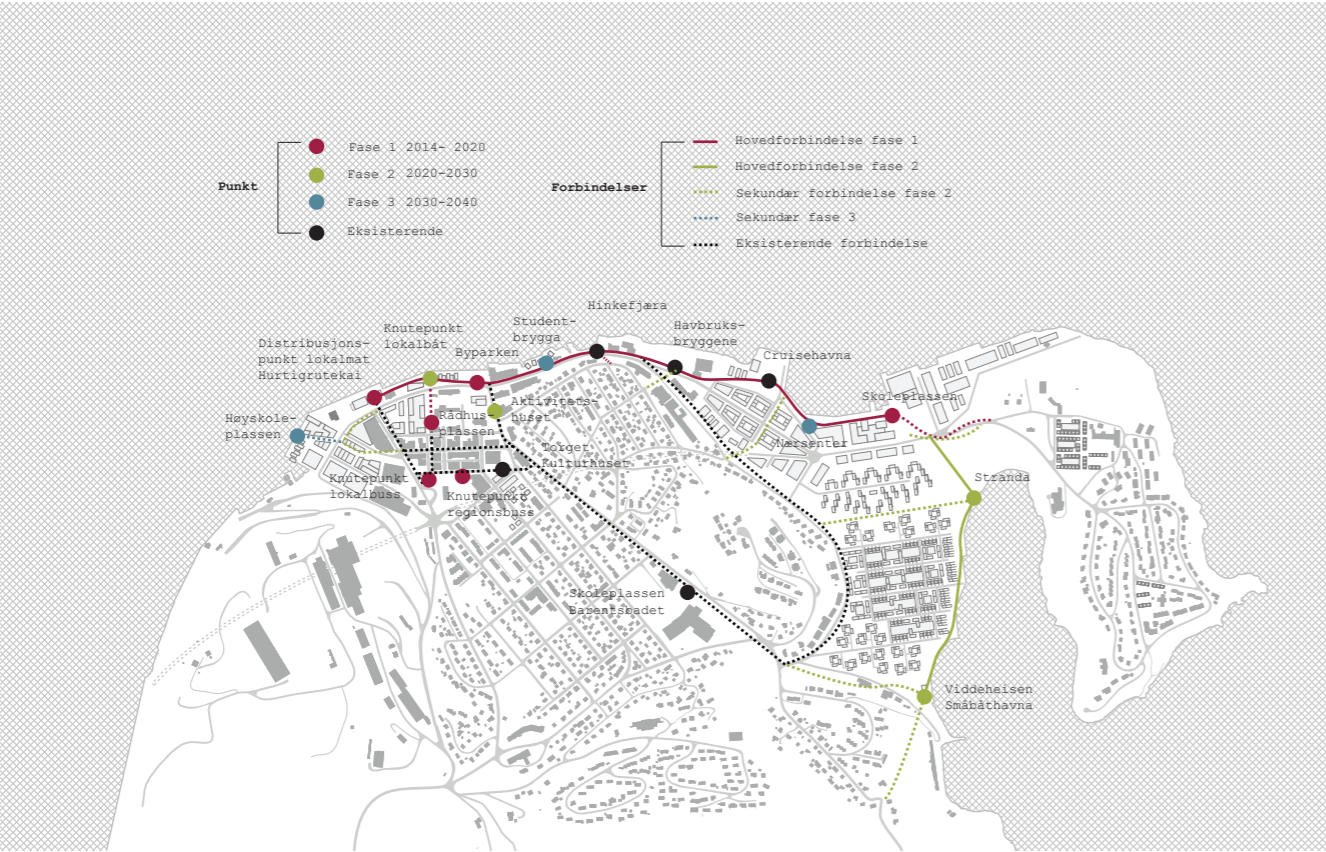 Punkt
Fase 1 2014- 2020
Fase 2 2020-2030
Fase 3 2030-2040
Eksisterende
Forbindelser
Hovedforbindelse fase 1
Hovedforbindelse fase 2
Sekundær forbindelse fase 2
Sekundær fase 3
Eksisterende forbindelse
Hinkefjæra
Student-
brygga
Havbruks-
bryggene
Knutepunkt
lokalbåt
Distribusjons-
punkt lokalmat
Hurtigrutekai
Byparken
Cruisehavna
Skoleplassen
Aktivitets-
huset
Høyskole-
plassen
Rådhus-
plassen
Nærsenter
Torget
Kulturhuset
Knutepunkt
lokalbuss
Knutepunkt
regionsbuss
Stranda
Skoleplassen
Barentsbadet
Viddeheisen
Småbåthavna